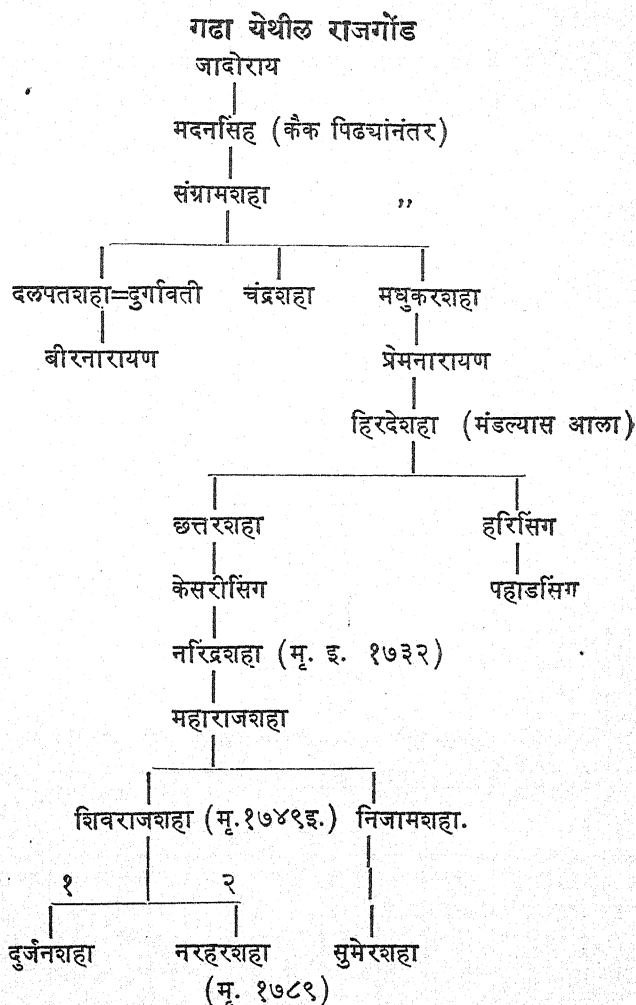 गढा येथील राजगोंड
जादोराय
मदनसिंह (कैक पिढ्यांनंतर)
संग्रामशहा ,,
दलपतशहा=दुर्गावती चंद्रशहा मधुकरशहा
बीरनारायण प्रेमनारायण
हिरदेशहा (मंडल्यास आला)
छत्तरशहा हरिसिंग
केसरीसिंग पहाडसिंग
नरिंद्रशहा (मृ. इ. १७३२)
महाराजशहा
शिवराजशहा (मृ.१७४९इ.) निजामशहा.
१ २
दुर्जनशहा नरहरशहा सुमेरशहा
(मृ. १७८९)